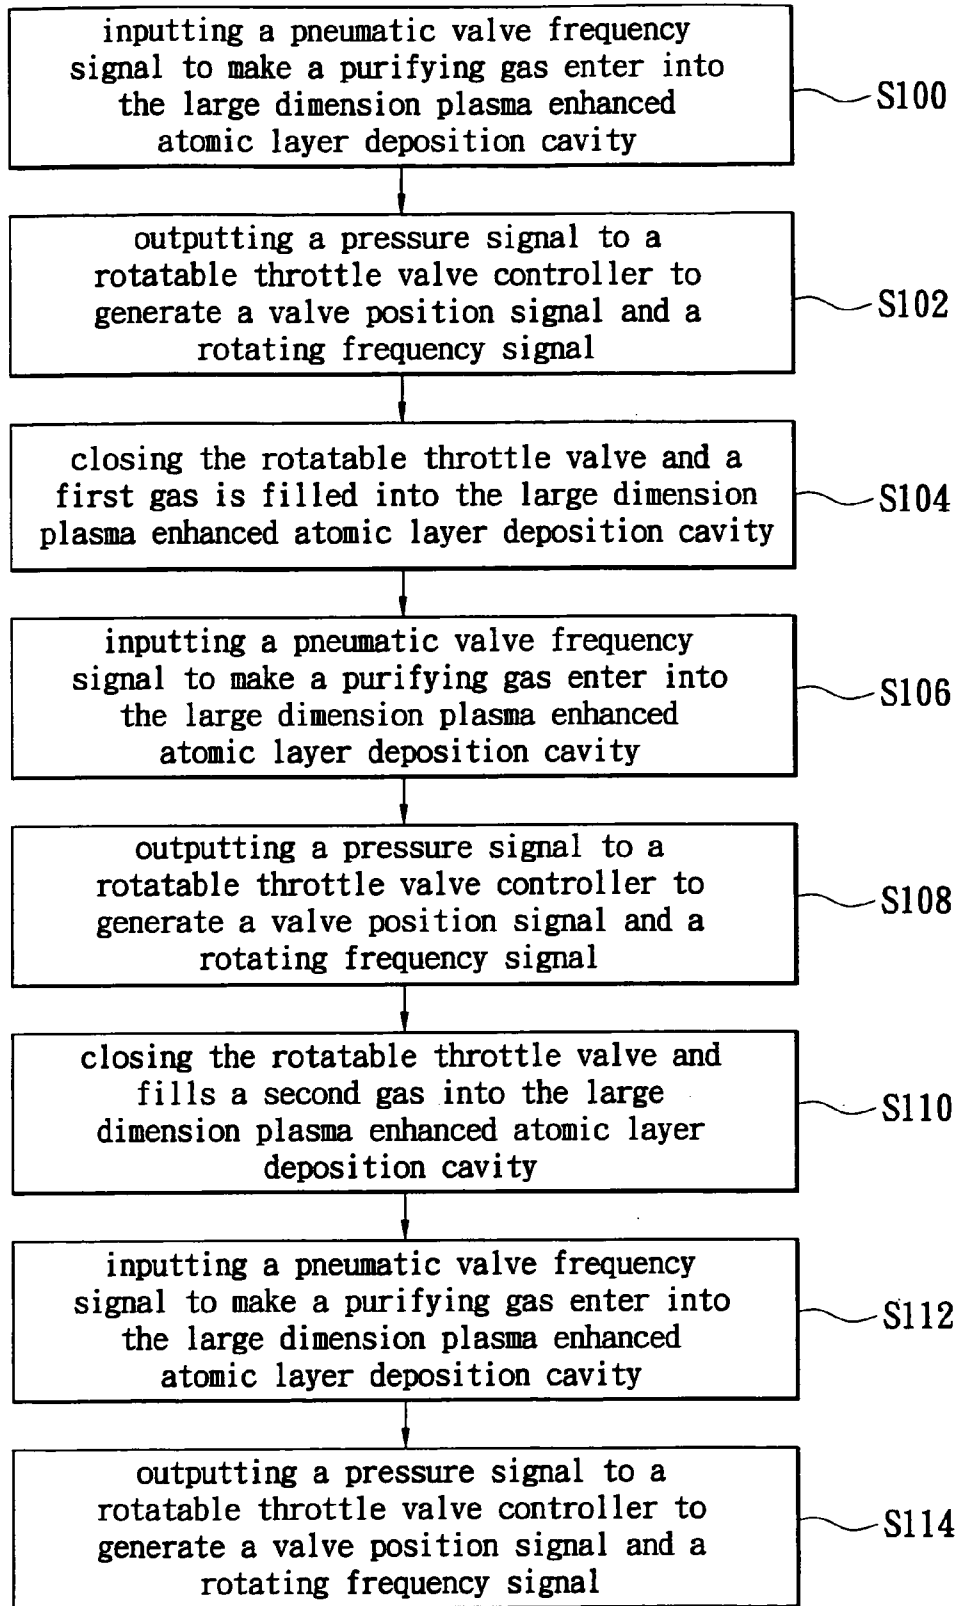 inputting a pneumatic valve frequency
signal to make a purifying gas enter into
the large dimension plasma enhanced
atomic layer deposition cavity
S100
outputting a pressure signal to a
rotatable throttle valve controller to
generate a valve position signal and a
rotating frequency signal
S102
closing the rotatable throttle valve and a
first gas is filled into the large dimension
plasma enhanced atomic layer deposition cavity
S104
inputting a pneumatic valve frequency
signal to make a purifying gas enter into
the large dimension plasma enhanced
atomic layer deposition cavity
S106
outputting a pressure signal to a
rotatable throttle valve controller to
generate a valve position signal and a
rotating frequency signal
S108
closing the rotatable throttle valve and
fills a second gas into the large
dimension plasma enhanced atomic layer
deposition cavity
S110
inputting a pneumatic valve frequency
signal to make a purifying gas enter into
the large dimension plasma enhanced
atomic layer deposition cavity
S112
outputting a pressure signal to a
rotatable throttle valve controller to
generate a valve position signal and a
rotating frequency signal
S114